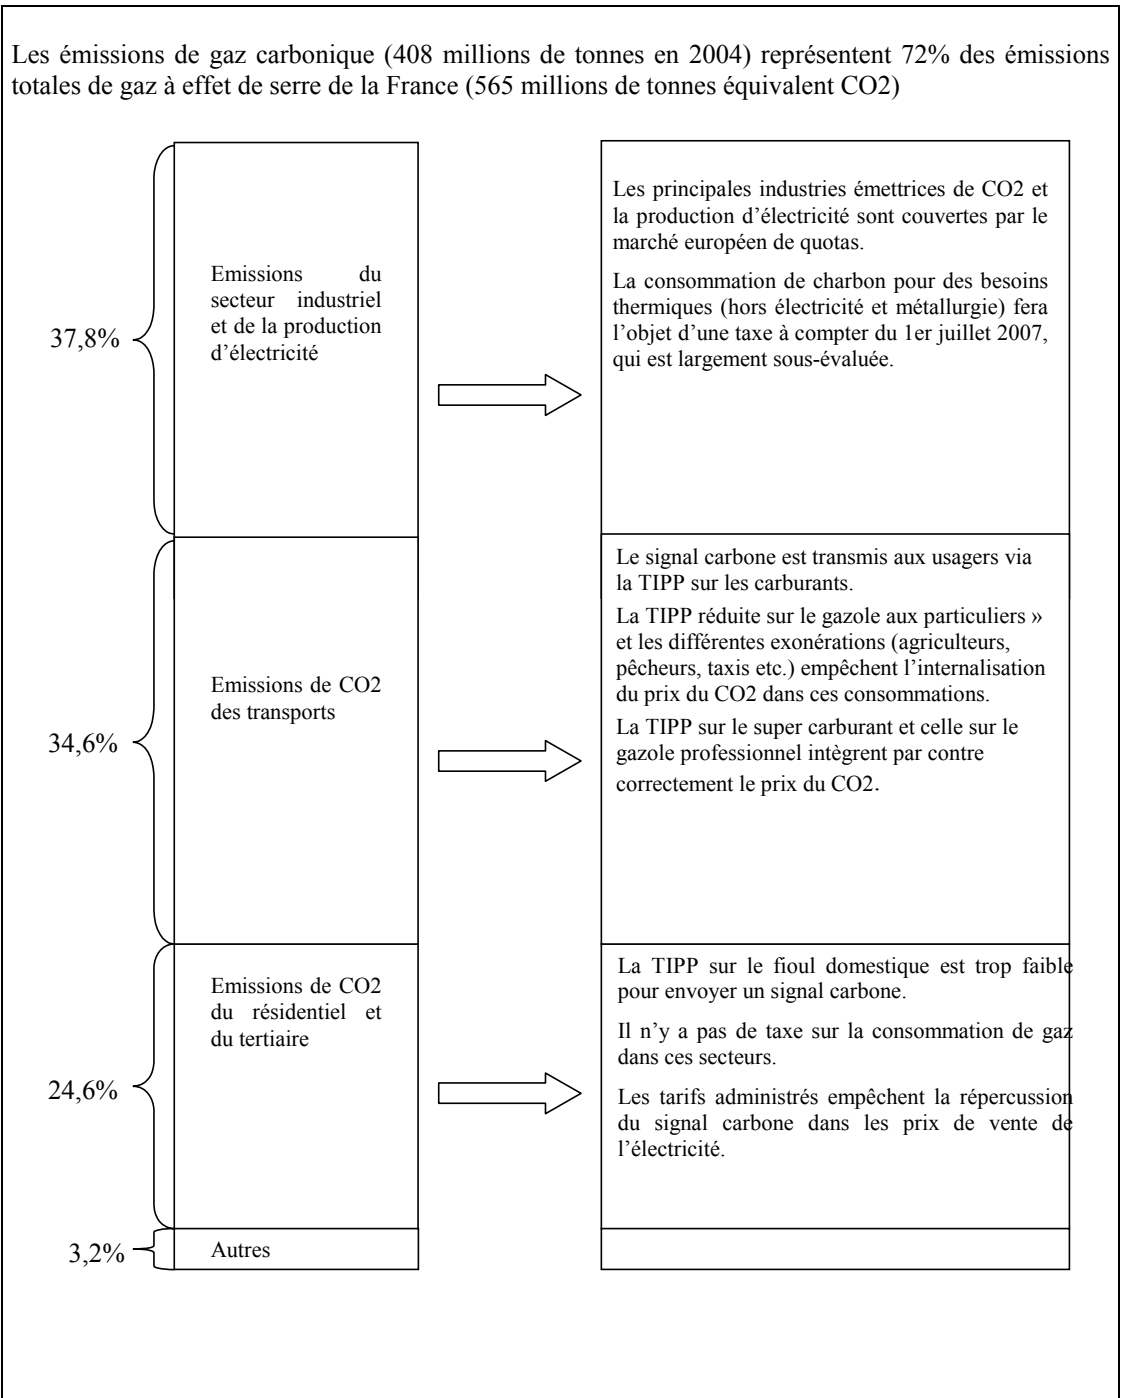 Les émissions de gaz carbonique (408 millions de tonnes en 2004) représentent 72% des émissions
totales de gaz à effet de serre de la France (565 millions de tonnes équivalent CO2)
37,8%
Emissions du
secteur industriel
et de la production
d'électricité
Les principales industries émettrices de CO2 et
la production d'électricité sont couvertes par le
marché européen de quotas.
La consommation de charbon pour des besoins
thermiques (hors électricité et métallurgie) fera
l'objet d'une taxe à compter du 1er juillet 2007,
qui est largement sous-évaluée.
34,6%
Emissions de CO2
des transports
Le signal carbone est transmis aux usagers via
la TIPP sur les carburants.
La TIPP réduite sur le gazole aux particuliers »
et les différentes exonérations (agriculteurs,
pêcheurs, taxis etc.) empêchent l'internalisation
du prix du CO2 dans ces consommations.
La TIPP sur le super carburant et celle sur le
gazole professionnel intègrent par contre
correctement le prix du CO2.
24,6%
Emissions de CO2
du résidentiel et
du tertiaire
La TIPP sur le fioul domestique est trop faible
pour envoyer un signal carbone.
Il n'y a pas de taxe sur la consommation de gaz
dans ces secteurs.
Les tarifs administrés empêchent la répercussion
du signal carbone dans les prix de vente de
l'électricité.
3,2%
Autres